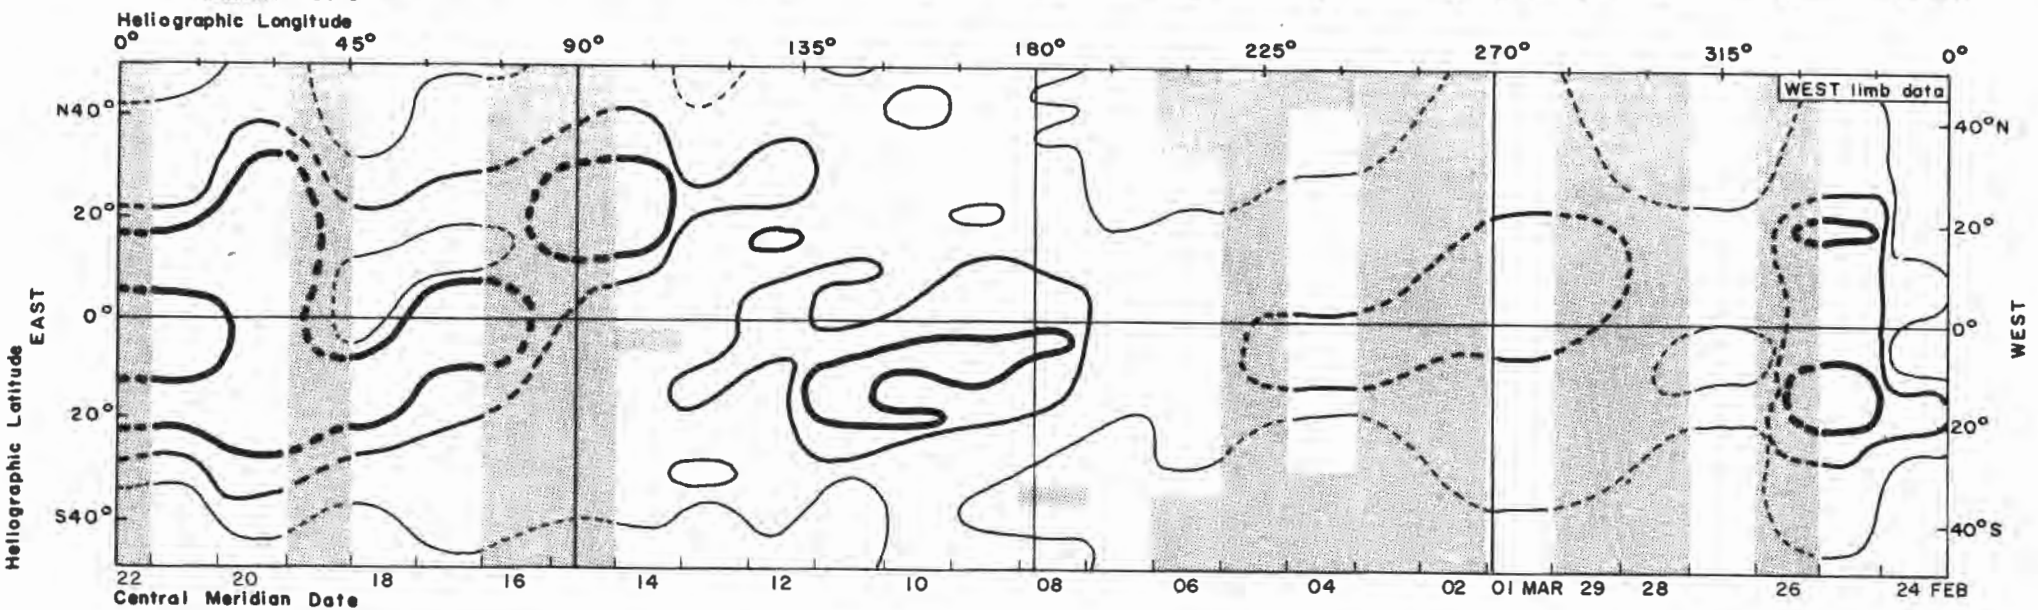 Heliographic Longitude
0° 45° 90° 135° 180° 225° 270° 315° 0°
WEST limb data
N40° 40°N
20° 20°
0° 0°
20° 20°
S40° 40°S
EAST
Heliographic Latitude
WEST
22 20 18 16 14 12 10 08 06 04 02 01 MAR 29 28 26 24 FEB
Central Meridian Date